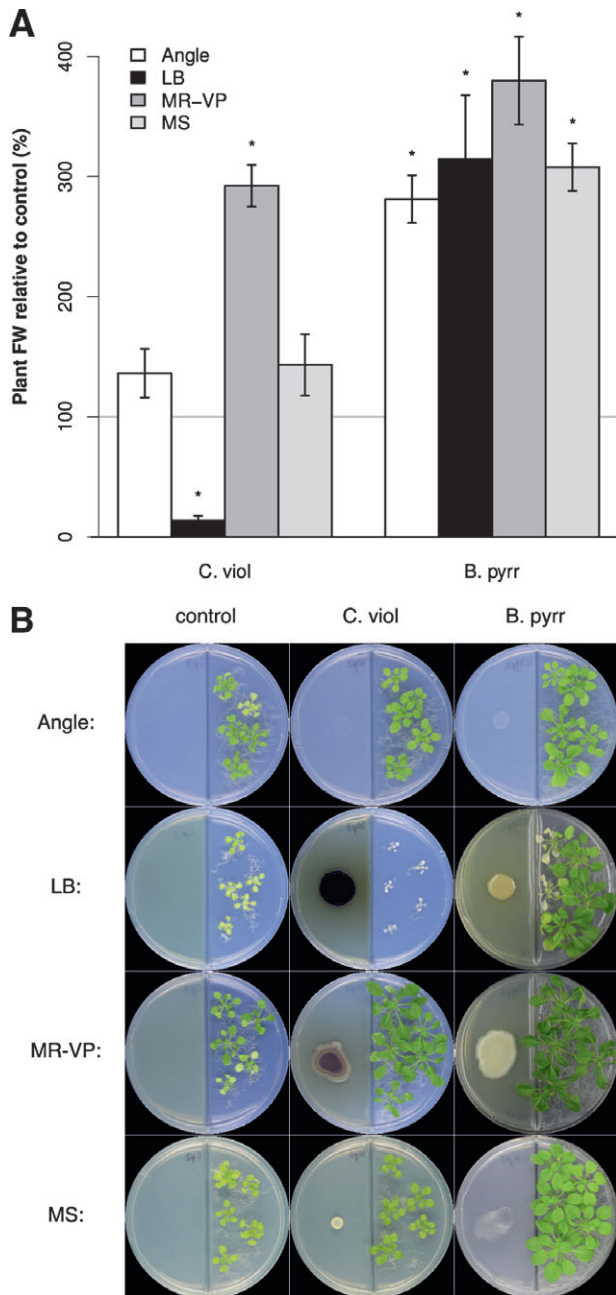 A
Plant FW relative to control (%)
400
300
200
100
0
Angle
LB
MR–VP
MS
*
*
*
*
*
*
C. viol
B. pyrr
B
control
C. viol
B. pyrr
Angle:
LB:
MR-VP:
MS: